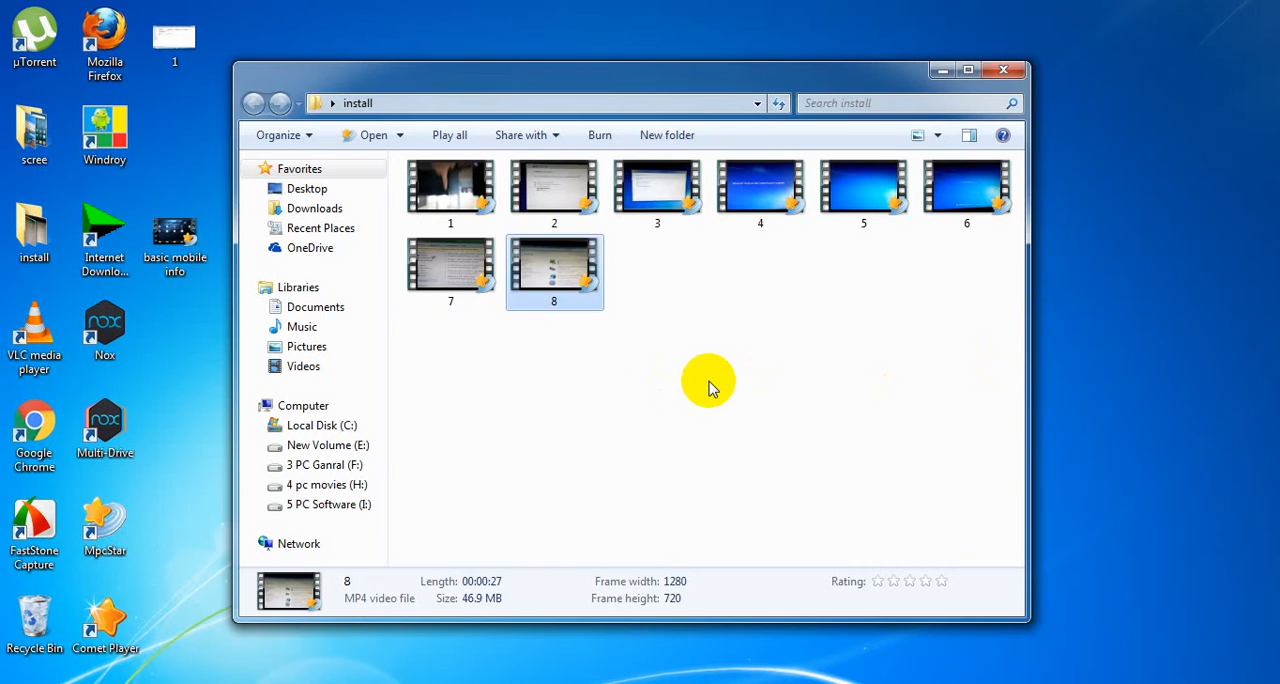 µTorrent
Mozilla
Firefox
1
scree
Windroy
install
Internet
Downlo...
basic mobile
info
VLC media
player
Nox
Google
Chrome
Multi-Drive
FastStone
Capture
MpcStar
Recycle Bin
Comet Player
install
Search install
Organize
Open
Play all
Share with
Burn
New folder
Favorites
Desktop
Downloads
Recent Places
OneDrive
Libraries
Documents
Music
Pictures
Videos
Computer
Local Disk (C:)
New Volume (E:)
3 PC Ganral (F:)
4 pc movies (H:)
5 PC Software (I:)
Network
1
2
3
4
5
6
7
8
8
MP4 video file
Length: 00:00:27
Size: 46.9 MB
Frame width: 1280
Frame height: 720
Rating: